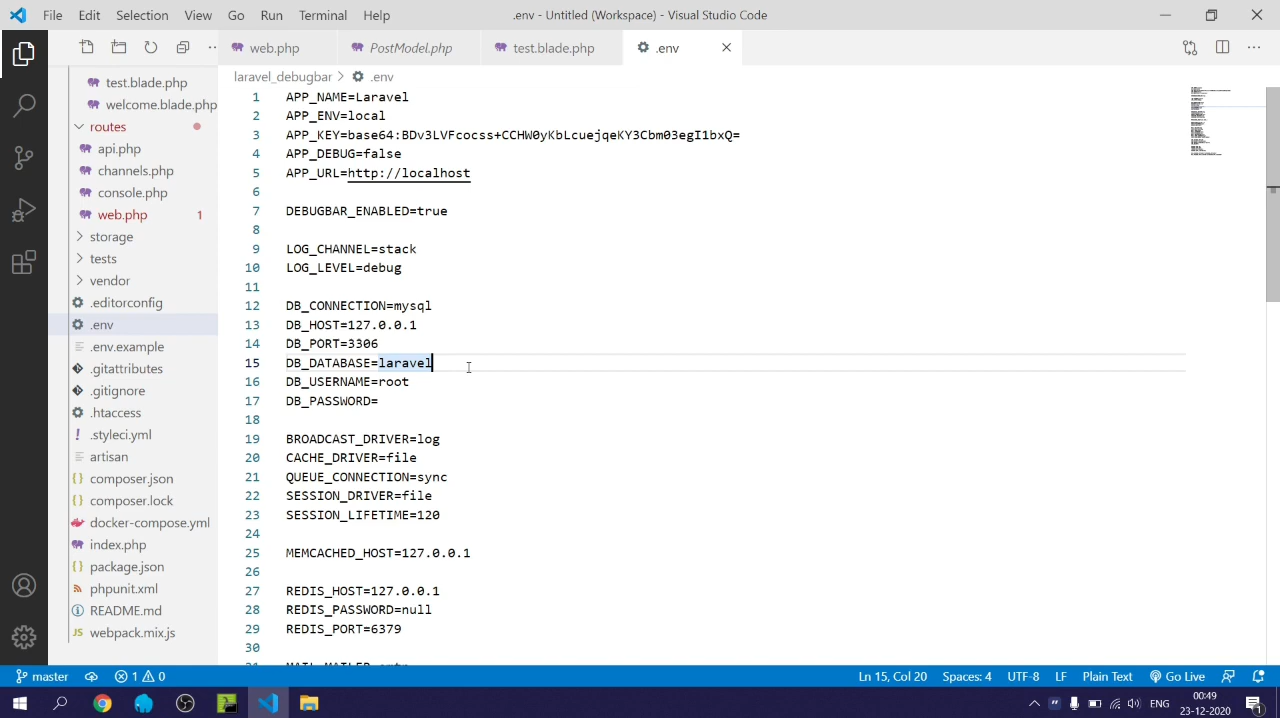 File Edit Selection View Go Run Terminal Help
.env - Untitled (Workspace) - Visual Studio Code
web.php
PostModel.php
test.blade.php
.env
laravel_debugbar > .env
test.blade.php
welcome.blade.php
routes
api.php
channels.php
console.php
web.php 1
storage
tests
vendor
.editorconfig
.env
.env.example
.gitattributes
.gitignore
.htaccess
.styleci.yml
artisan
composer.json
composer.lock
docker-compose.yml
index.php
package.json
phpunit.xml
README.md
webpack.mix.js
1 APP_NAME=Laravel
2 APP_ENV=local
3 APP_KEY=base64:BDv3LVFcocss+CCHW0yKbLcuejqeKY3Cbm03egI1bxQ=
4 APP_DEBUG=false
5 APP_URL=http://localhost
6
7 DEBUGBAR_ENABLED=true
8
9 LOG_CHANNEL=stack
10 LOG_LEVEL=debug
11
12 DB_CONNECTION=mysql
13 DB_HOST=127.0.0.1
14 DB_PORT=3306
15 DB_DATABASE=laravel
16 DB_USERNAME=root
17 DB_PASSWORD=
18
19 BROADCAST_DRIVER=log
20 CACHE_DRIVER=file
21 QUEUE_CONNECTION=sync
22 SESSION_DRIVER=file
23 SESSION_LIFETIME=120
24
25 MEMCACHED_HOST=127.0.0.1
26
27 REDIS_HOST=127.0.0.1
28 REDIS_PASSWORD=null
29 REDIS_PORT=6379
30
master 1 0 Ln 15, Col 20 Spaces: 4 UTF-8 LF Plain Text Go Live
ENG 00:49
23-12-2020